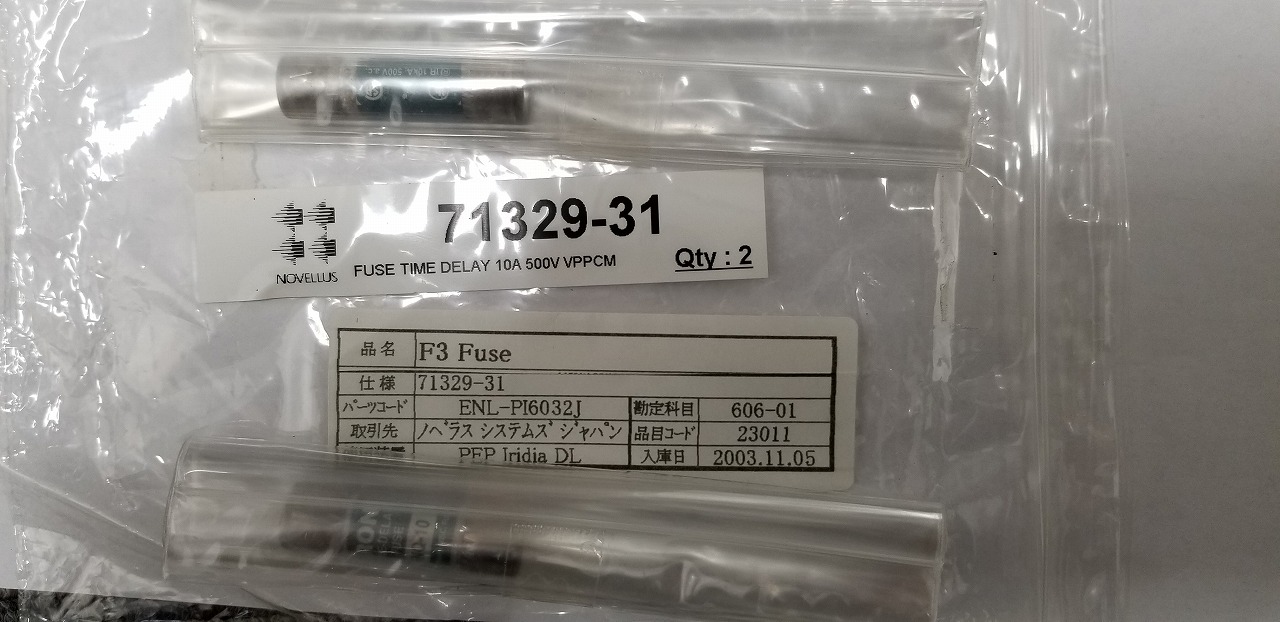 10kA, 500V a.c.
71329-31
NOVELLUS
FUSE TIME DELAY 10A 500V VPPCM
Qty : 2
品名 F3 Fuse
仕様 71329-31
パーツコード ENL-PI6032J 勘定科目 606-01
取引先 ノベラス システムズ ジャパン 品目コード 23011
PEP Iridia DL 入庫日 2003.11.05